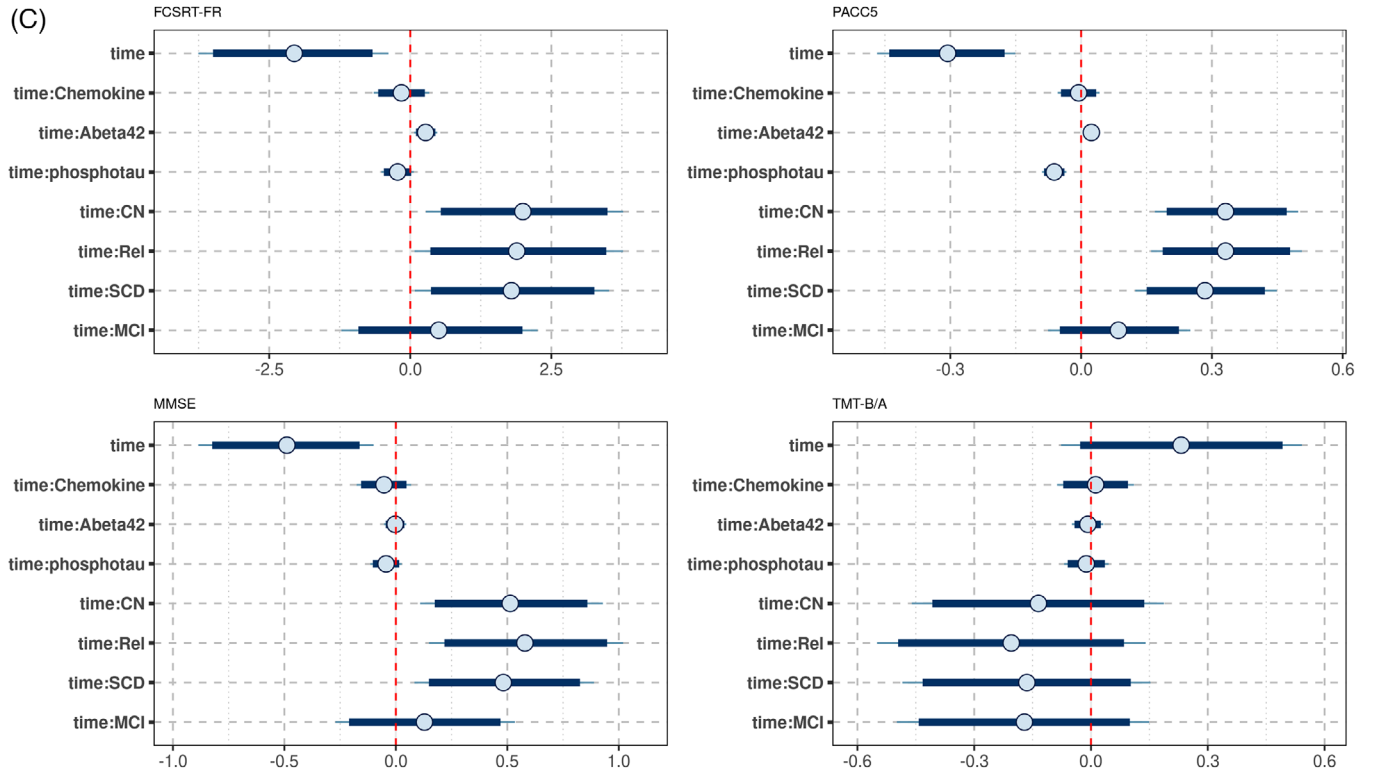 (C)
FCSRT-FR
time
time:Chemokine
time:Abeta42
time:phosphotau
time:CN
time:Rel
time:SCD
time:MCI
-2.5 0.0 2.5
PACC5
time
time:Chemokine
time:Abeta42
time:phosphotau
time:CN
time:Rel
time:SCD
time:MCI
-0.3 0.0 0.3 0.6
MMSE
time
time:Chemokine
time:Abeta42
time:phosphotau
time:CN
time:Rel
time:SCD
time:MCI
-1.0 -0.5 0.0 0.5 1.0
TMT-B/A
time
time:Chemokine
time:Abeta42
time:phosphotau
time:CN
time:Rel
time:SCD
time:MCI
-0.6 -0.3 0.0 0.3 0.6